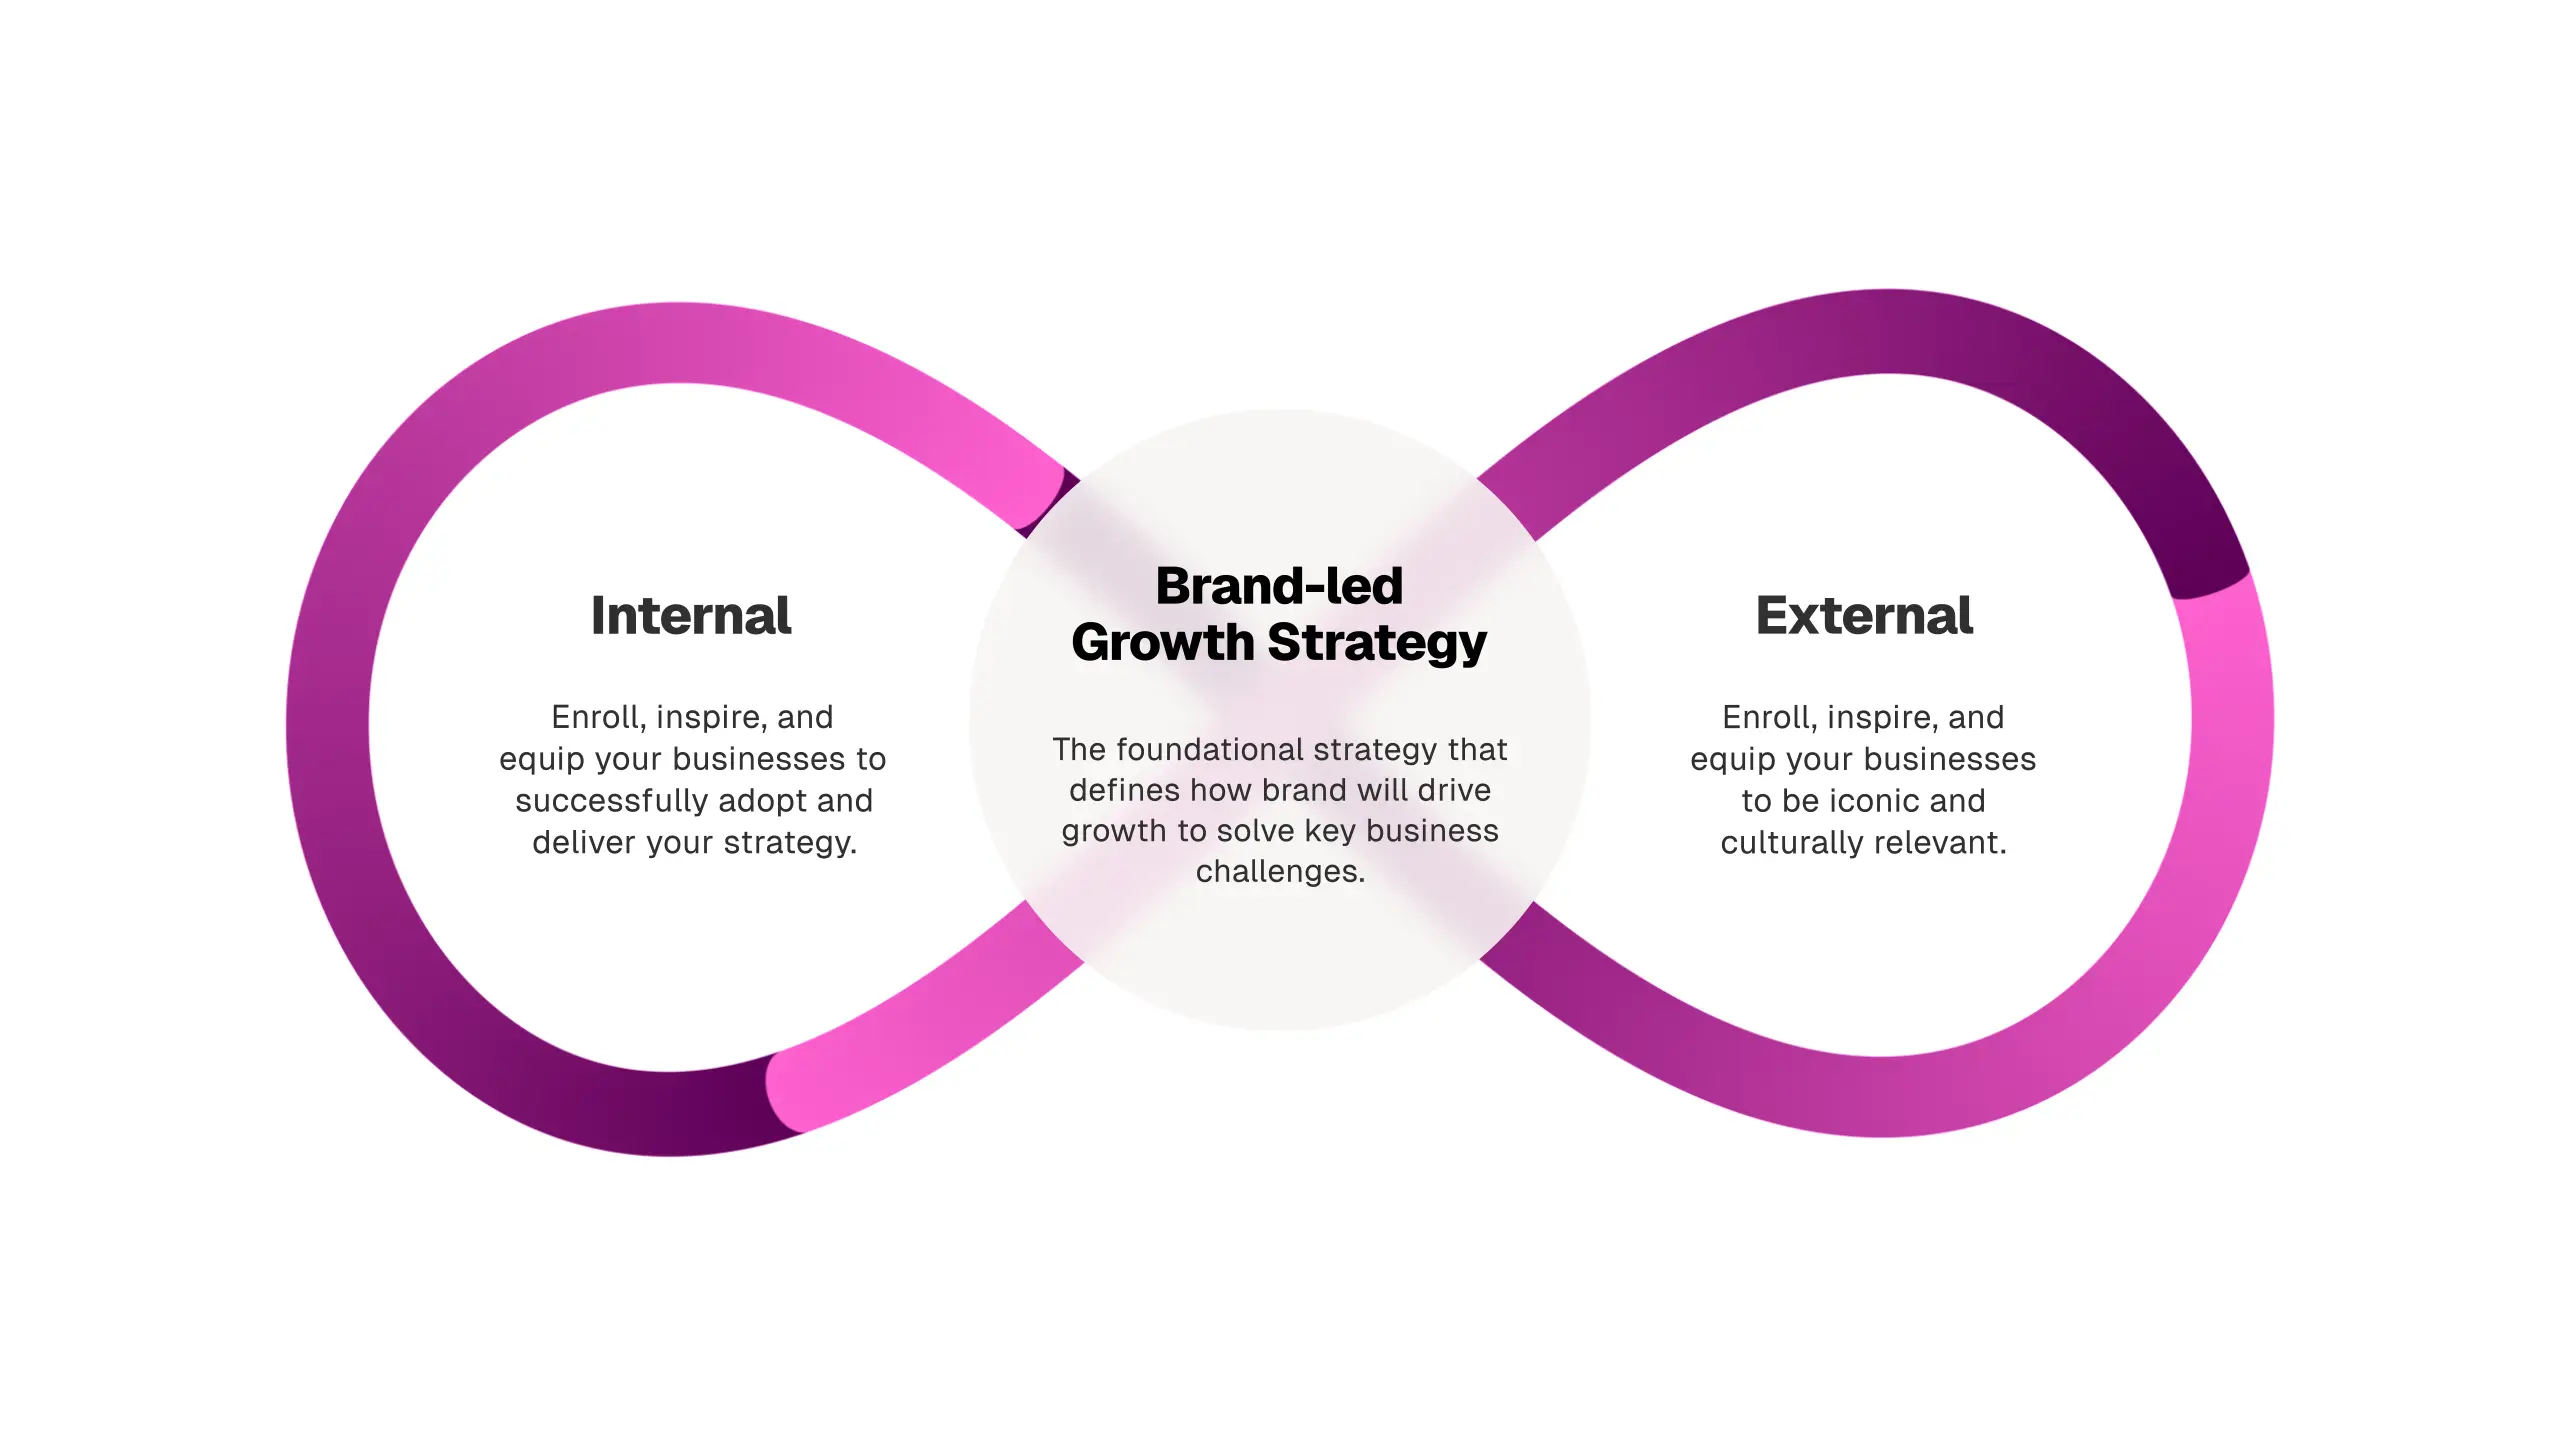 Internal
Enroll, inspire, and
equip your businesses to
successfully adopt and
deliver your strategy.
Brand-led
Growth Strategy
The foundational strategy that
defines how brand will drive
growth to solve key business
challenges.
External
Enroll, inspire, and
equip your businesses
to be iconic and
culturally relevant.